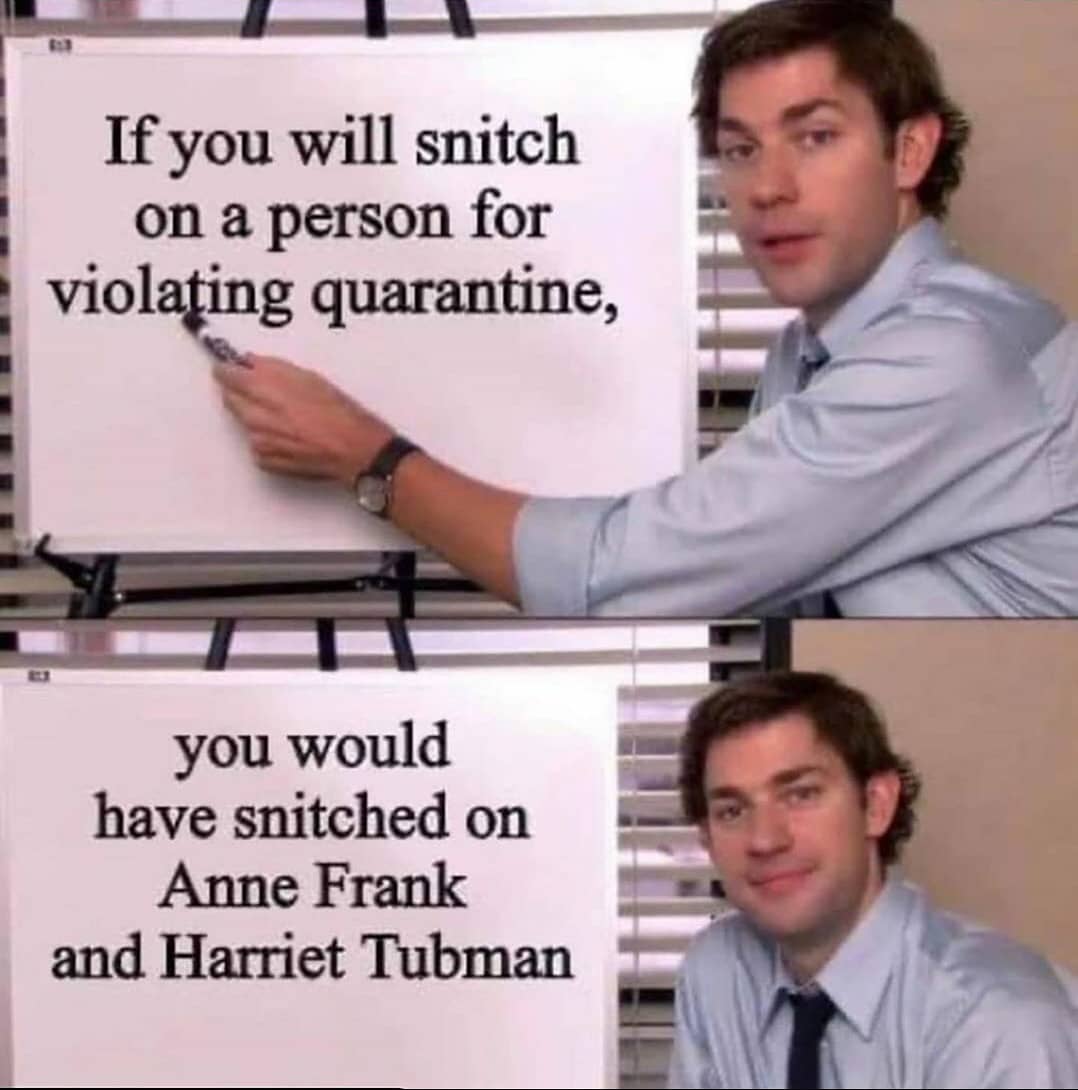 If you will snitch
on a person for
violating quarantine,
you would
have snitched on
Anne Frank
and Harriet Tubman